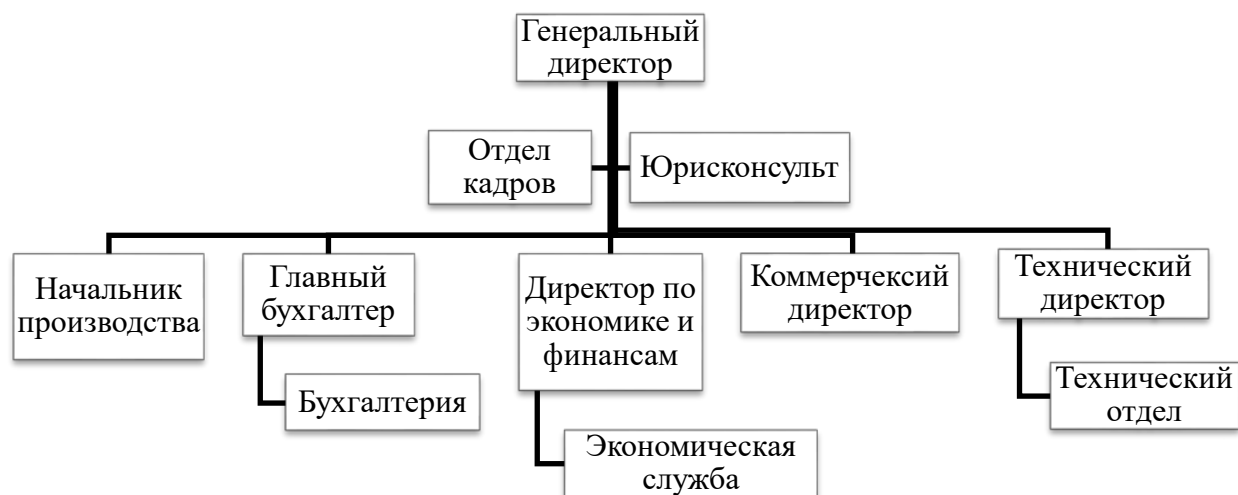 Генеральный
директор
Отдел
кадров
Юрисконсульт
Начальник
производства
Главный
бухгалтер
Директор по
экономике и
финансам
Коммерчексий
директор
Технический
директор
Бухгалтерия
Технический
отдел
Экономическая
служба